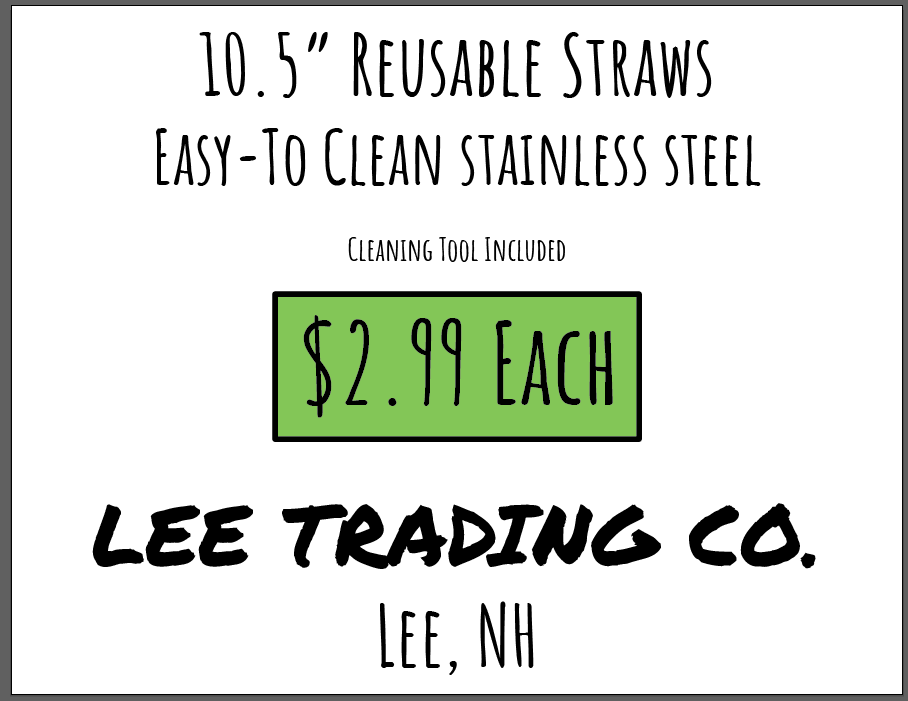 10.5” Reusable Straws
Easy-To Clean stainless steel
Cleaning Tool Included
$2.99 Each
LEE TRADING CO.
Lee, NH